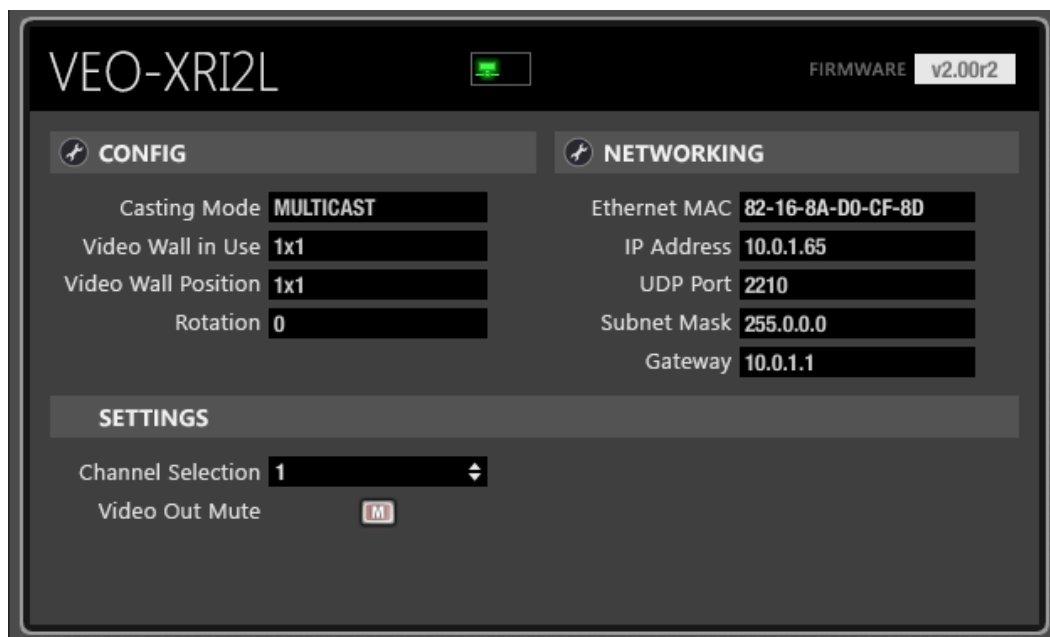 VEO-XRI2L
FIRMWARE v2.00r2
CONFIG
Casting Mode MULTICAST
Video Wall in Use 1x1
Video Wall Position 1x1
Rotation 0
NETWORKING
Ethernet MAC 82-16-8A-D0-CF-8D
IP Address 10.0.1.65
UDP Port 2210
Subnet Mask 255.0.0.0
Gateway 10.0.1.1
SETTINGS
Channel Selection 1
Video Out Mute M